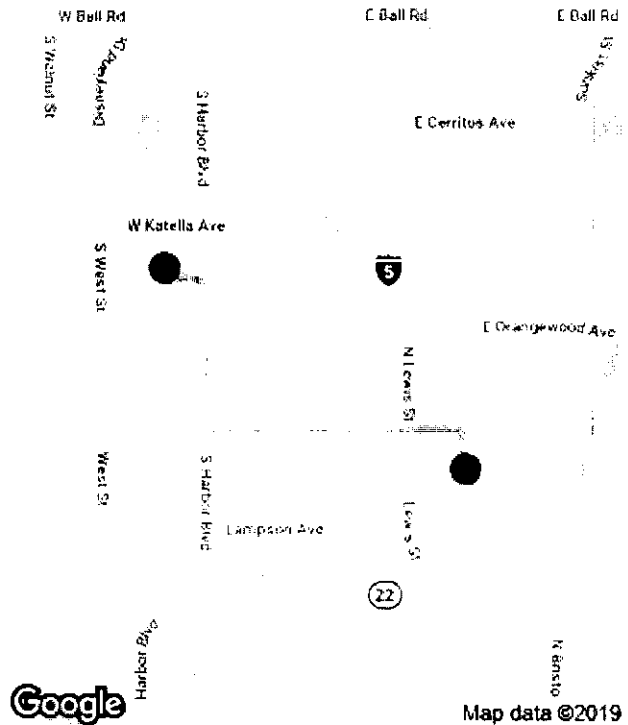 W Ball Rd
E Ball Rd
E Ball Rd
S Walnut St
Disneyland Dr
S Harbor Blvd
E Cerritos Ave
Sunkist St
W Katella Ave
S West St
5
E Orangewood Ave
N Lewis St
West St
S Harbor Blvd
Lampson Ave
Lewis St
22
Harbor Blvd
Google
Map data ©2019